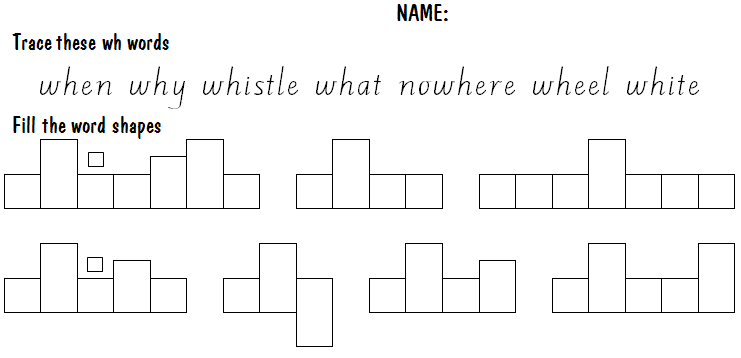 NAME:
Trace these wh words
when why whistle what nowhere wheel white
Fill the word shapes